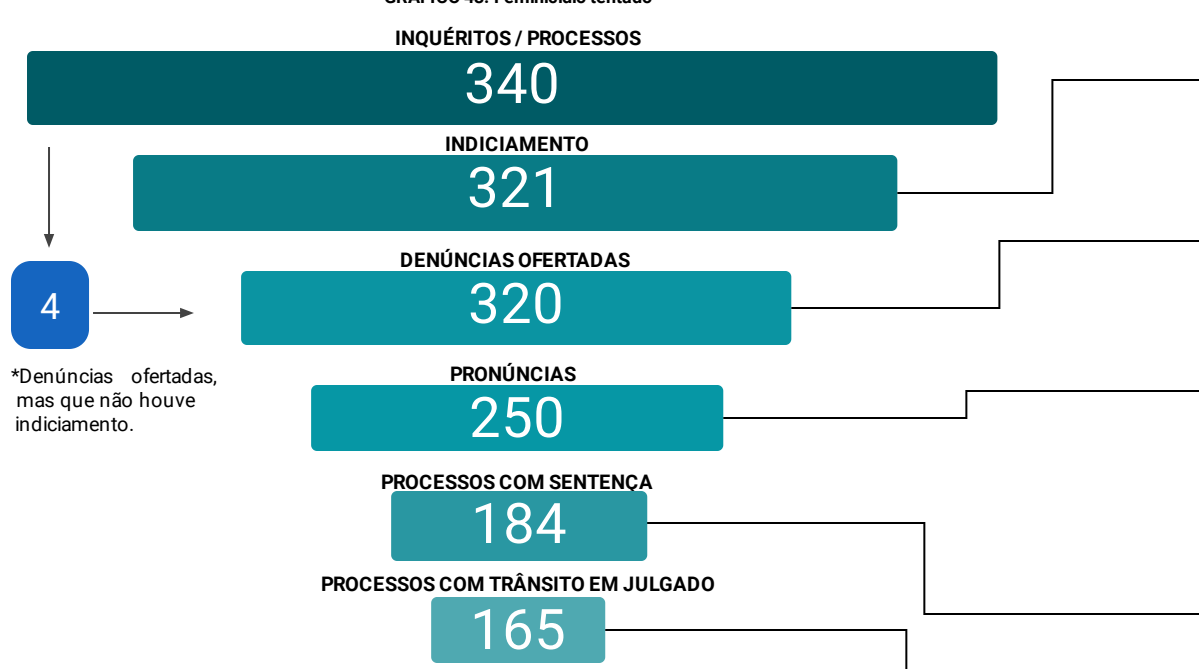 INQUÉRITOS / PROCESSOS
340
INDICIAMENTO
321
DENÚNCIAS OFERTADAS
320
4
*Denúncias ofertadas,
mas que não houve
indiciamento.
PRONÚNCIAS
250
PROCESSOS COM SENTENÇA
184
PROCESSOS COM TRÂNSITO EM JULGADO
165